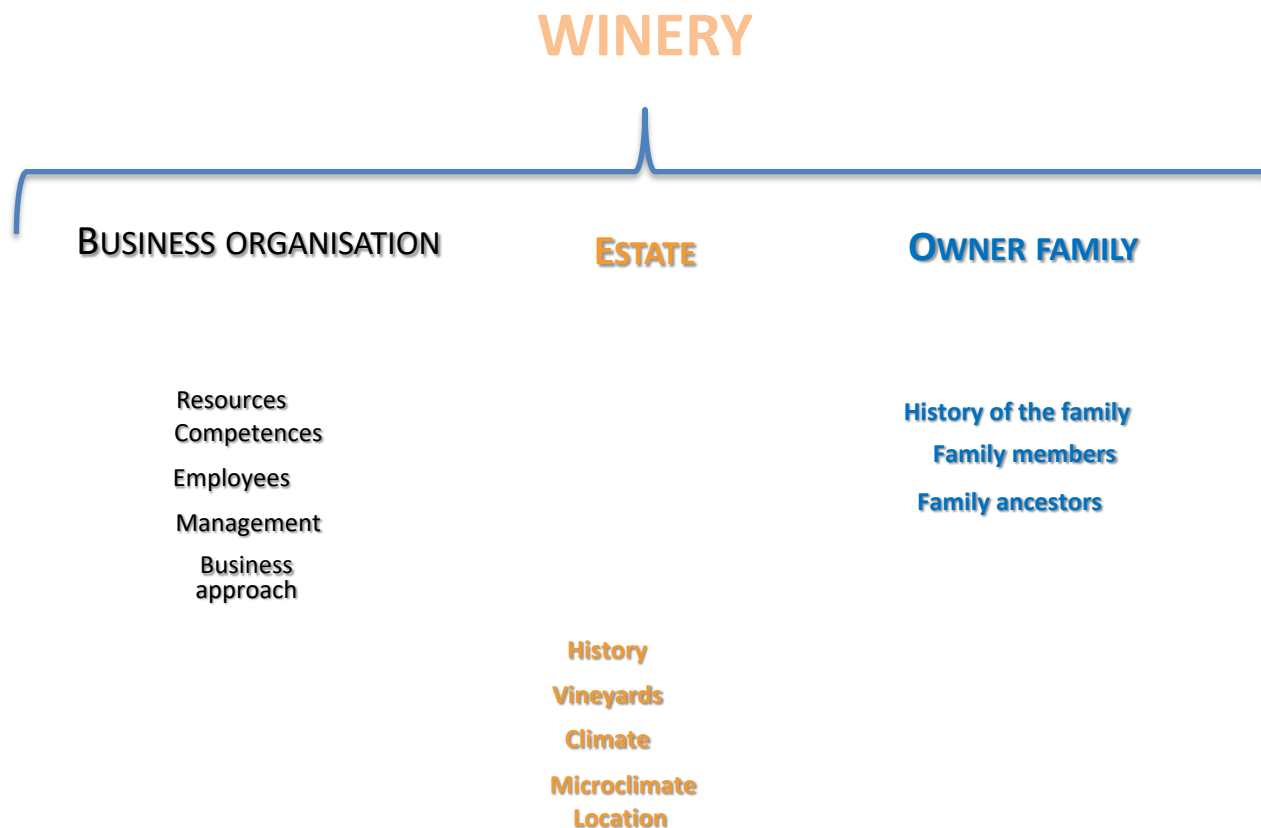 WINERY
BUSINESS ORGANISATION
ESTATE
OWNER FAMILY
Resources
Competences
Employees
Management
Business
approach
History
Vineyards
Climate
Microclimate
Location
History of the family
Family members
Family ancestors